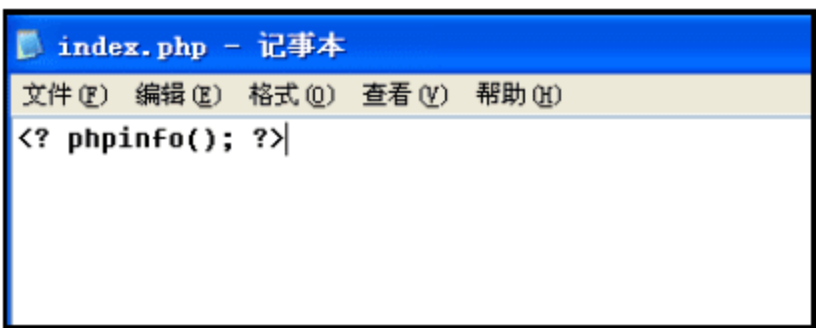 index.php - 记事本
文件(F) 编辑(E) 格式(O) 查看(V) 帮助(H)
<? phpinfo(); ?>